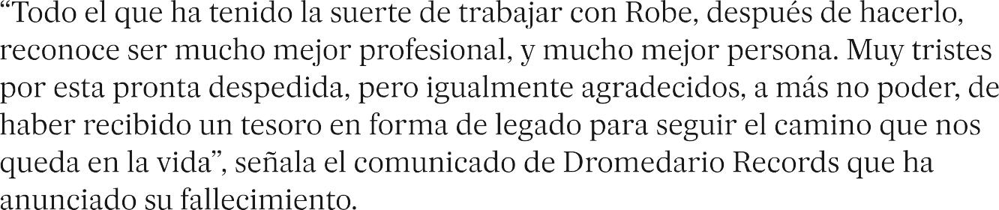 “Todo el que ha tenido la suerte de trabajar con Robe, después de hacerlo,
reconoce ser mucho mejor profesional, y mucho mejor persona. Muy tristes
por esta pronta despedida, pero igualmente agradecidos, a más no poder, de
haber recibido un tesoro en forma de legado para seguir el camino que nos
queda en la vida”, señala el comunicado de Dromedario Records que ha
anunciado su fallecimiento.